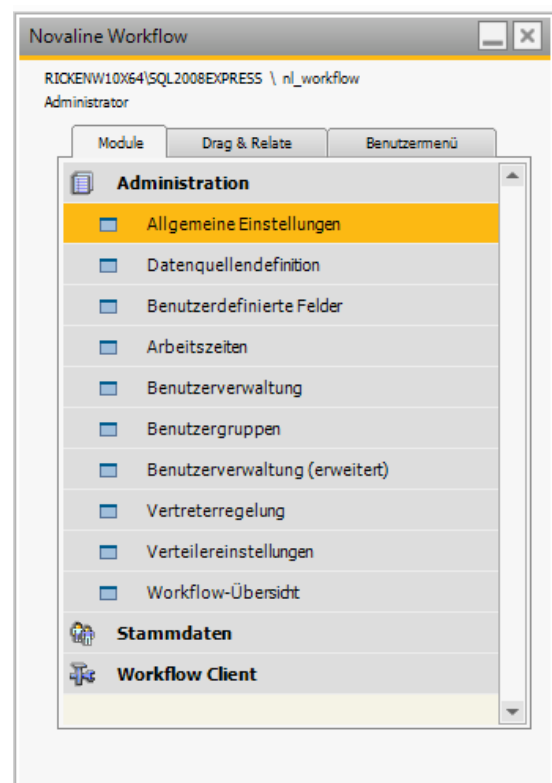 Novaline Workflow
RICKENW10X64\SQL2008EXPRESS \ nl_workflow
Administrator
Module Drag & Relate Benutzermenü
Administration
Allgemeine Einstellungen
Datenquellendefinition
Benutzerdefinierte Felder
Arbeitszeiten
Benutzerverwaltung
Benutzergruppen
Benutzerverwaltung (erweitert)
Vertreterregelung
Verteilereinstellungen
Workflow-Übersicht
Stammdaten
Workflow Client